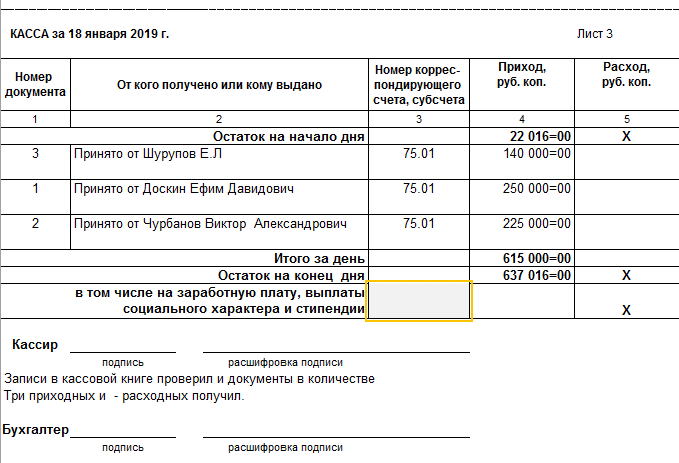 КАССА за 18 января 2019 г. Лист 3
Номер документа От кого получено или кому выдано Номер коррес-пондирующего счета, субсчета Приход, руб. коп. Расход, руб. коп.
1 2 3 4 5
Остаток на начало дня 22 016=00 X
3 Принято от Шурупов Е.Л 75.01 140 000=00
1 Принято от Доскин Ефим Давидович 75.01 250 000=00
2 Принято от Чурбанов Виктор Александрович 75.01 225 000=00
Итого за день 615 000=00
Остаток на конец дня 637 016=00 X
в том числе на заработную плату, выплаты
социального характера и стипендии X
Кассир
подпись расшифровка подписи
Записи в кассовой книге проверил и документы в количестве
Три приходных и - расходных получил.
Бухгалтер
подпись расшифровка подписи